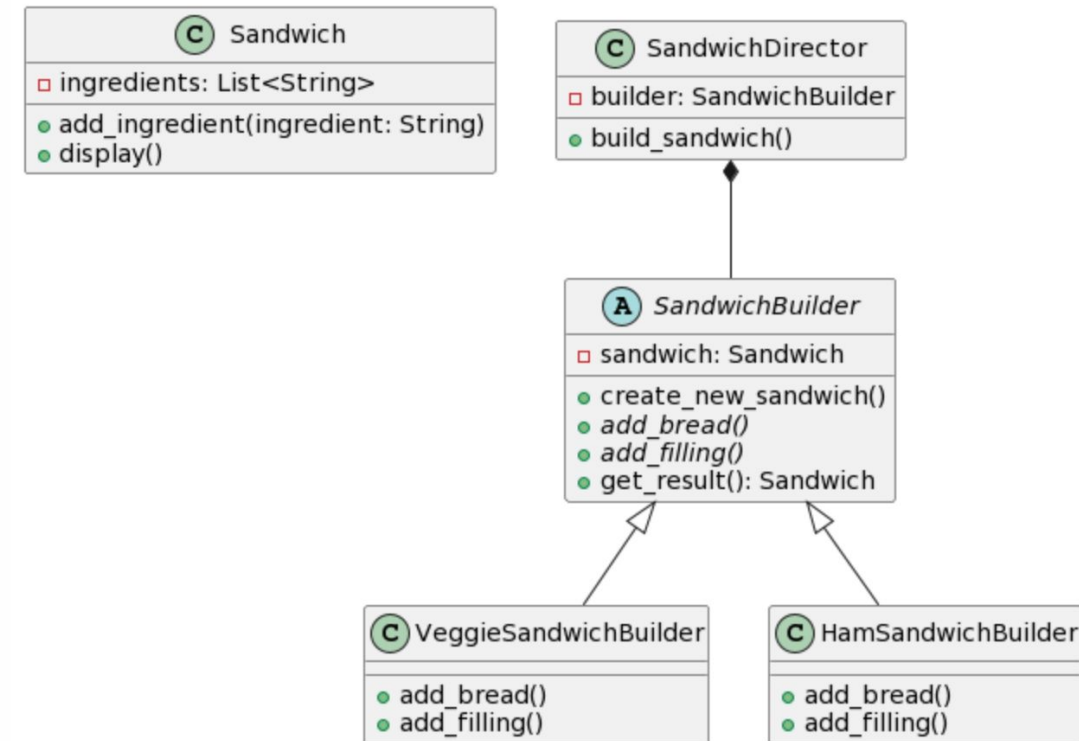 C Sandwich
ingredients: List<String>
add_ingredient(ingredient: String)
display()
C SandwichDirector
builder: SandwichBuilder
build_sandwich()
A SandwichBuilder
sandwich: Sandwich
create_new_sandwich()
add_bread()
add_filling()
get_result(): Sandwich
C VeggieSandwichBuilder
add_bread()
add_filling()
C HamSandwichBuilder
add_bread()
add_filling()